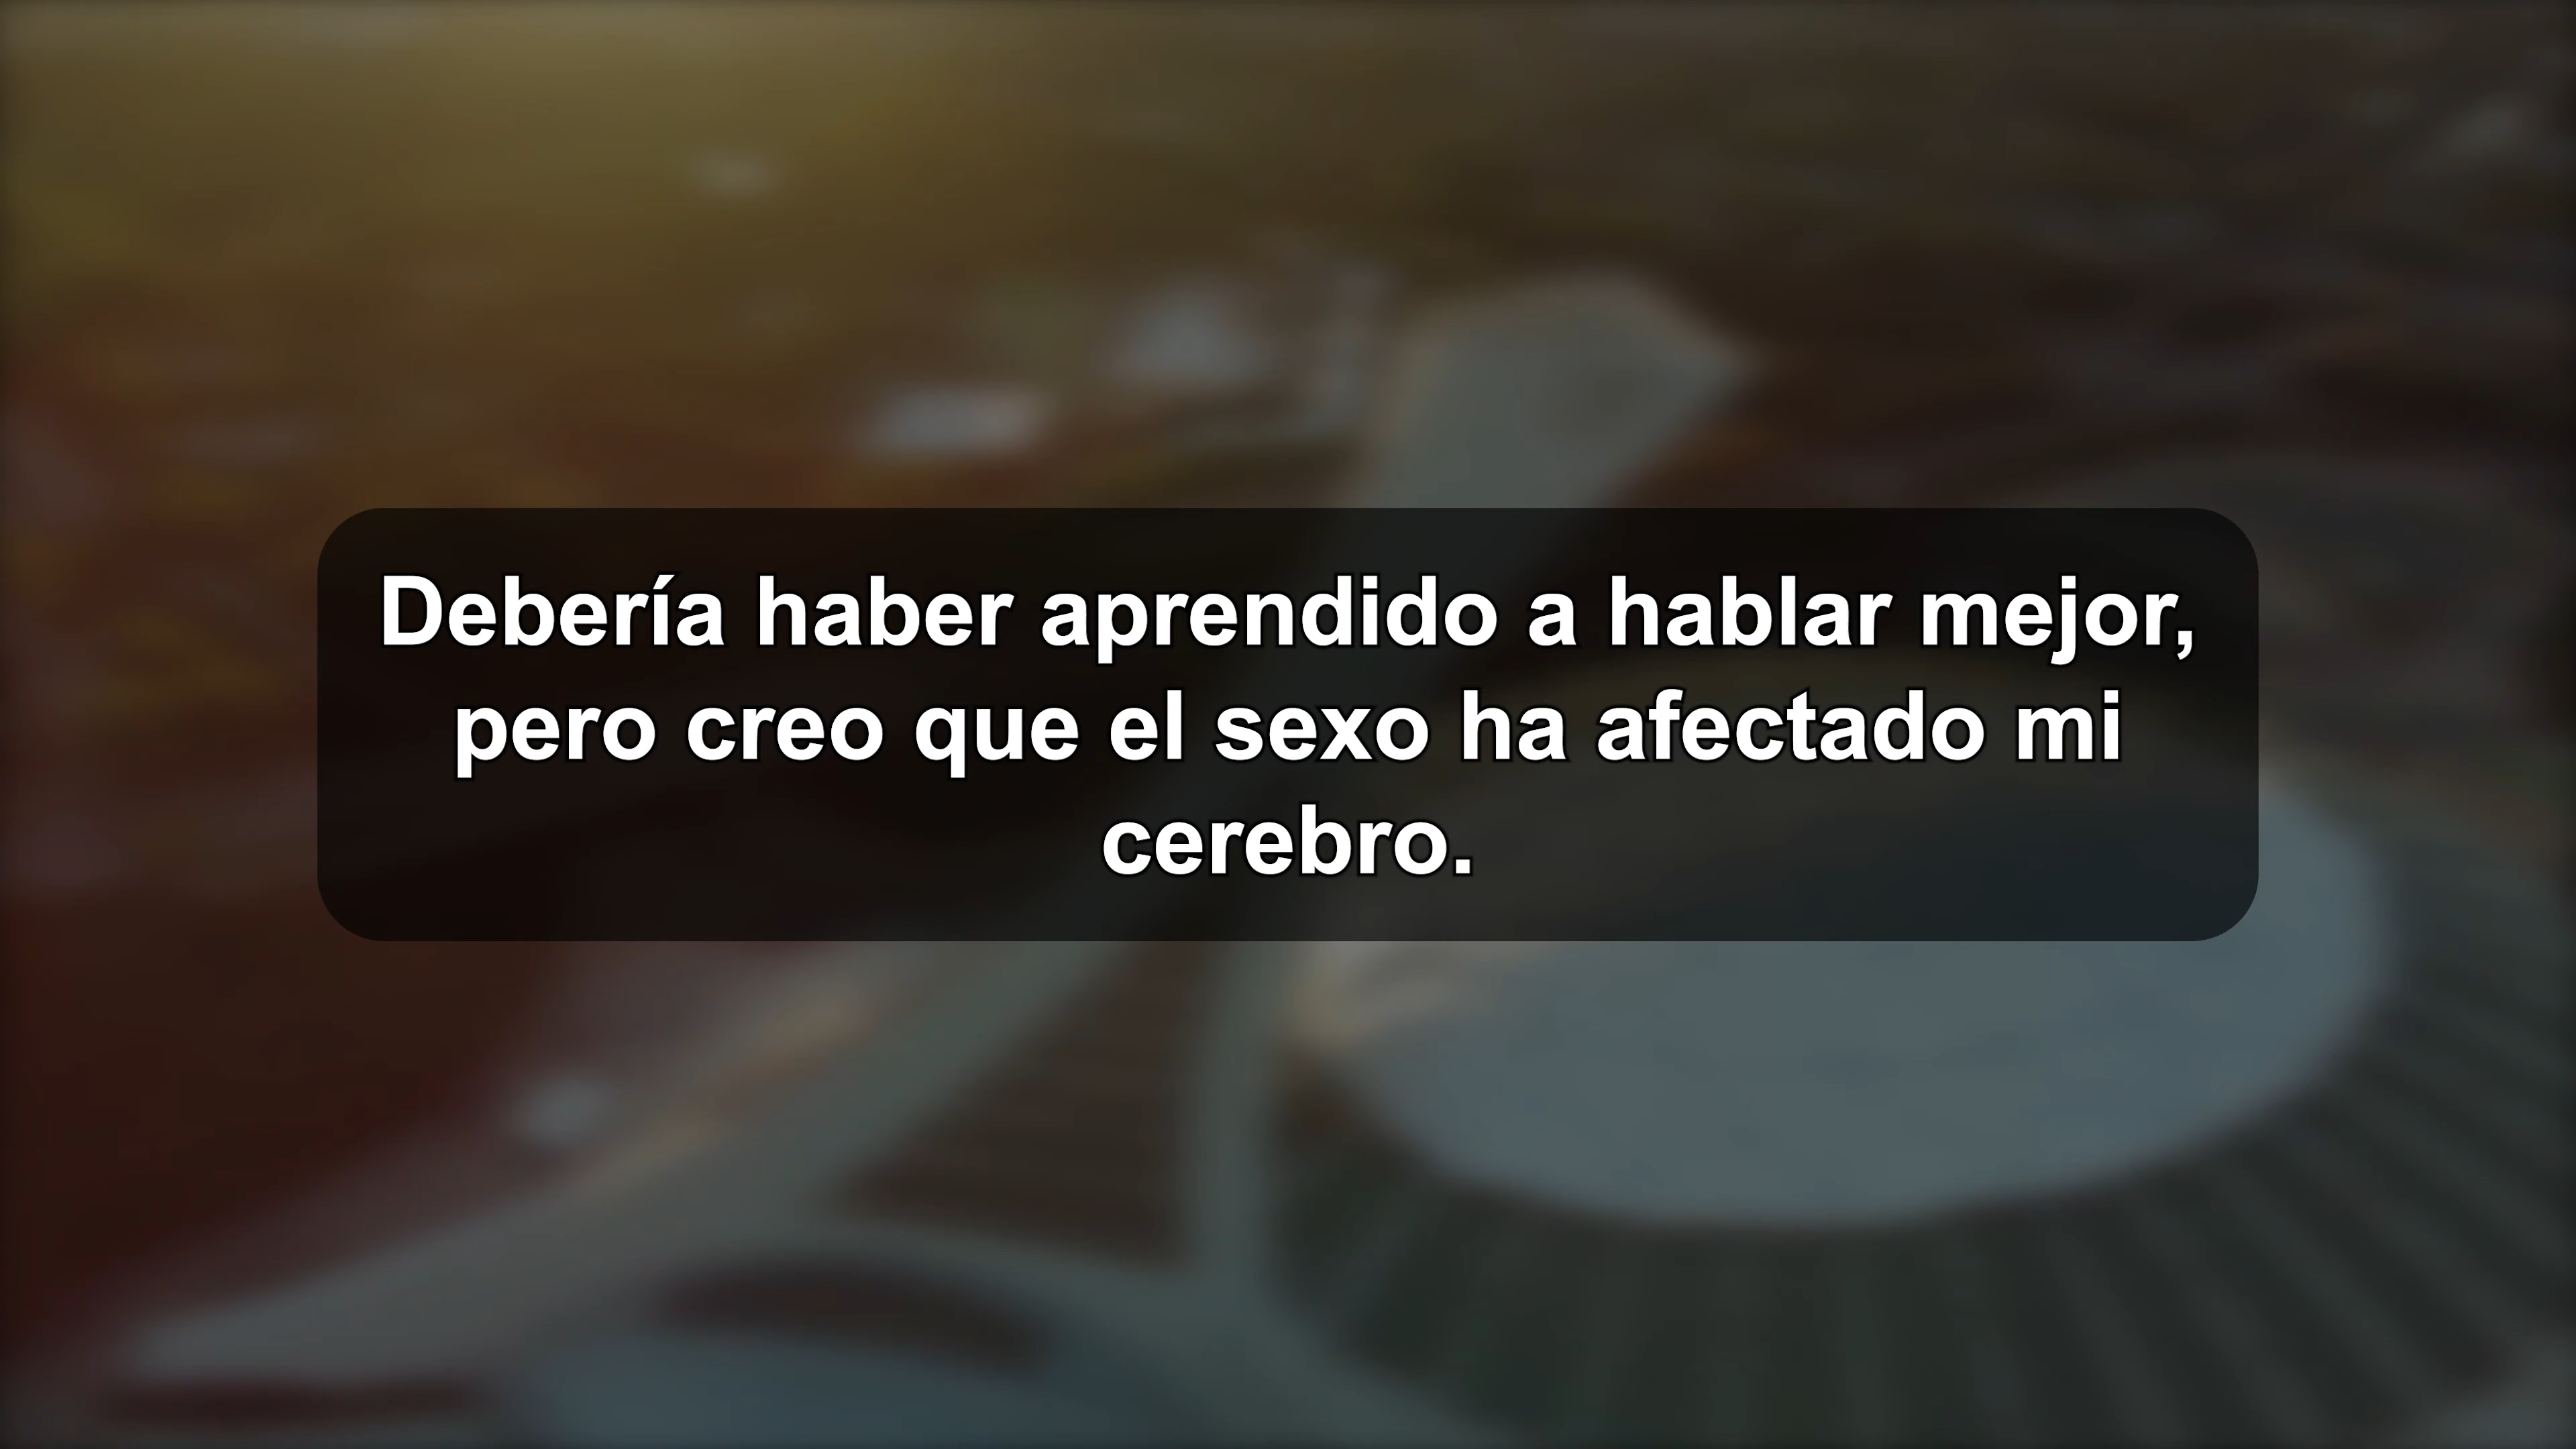 Debería haber aprendido a hablar mejor,
pero creo que el sexo ha afectado mi
cerebro.